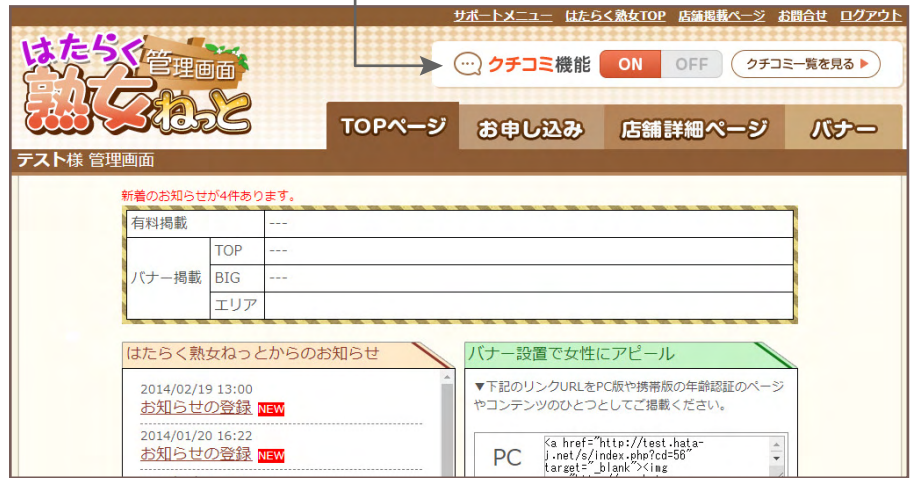 サポートメニュー はたらく熟女TOP 店舗掲載ページ お問合せ ログアウト
はたらく
熟女ねっと
管理画面
クチコミ機能 ON OFF クチコミ一覧を見る
TOPページ お申し込み 店舗詳細ページ バナー
テスト様 管理画面
新着のお知らせが4件あります。
有料掲載 ---
バナー掲載 TOP ---
BIG ---
エリア
はたらく熟女ねっとからのお知らせ
2014/02/19 13:00
お知らせの登録 NEW
2014/01/20 16:22
お知らせの登録 NEW
バナー設置で女性にアピール
▼下記のリンクURLをPC版や携帯版の年齢認証のページ
やコンテンツのひとつとしてご掲載ください。
PC
<a href="http://test.hata-
j.net/s/index.php?cd=56"
target="_blank"><img